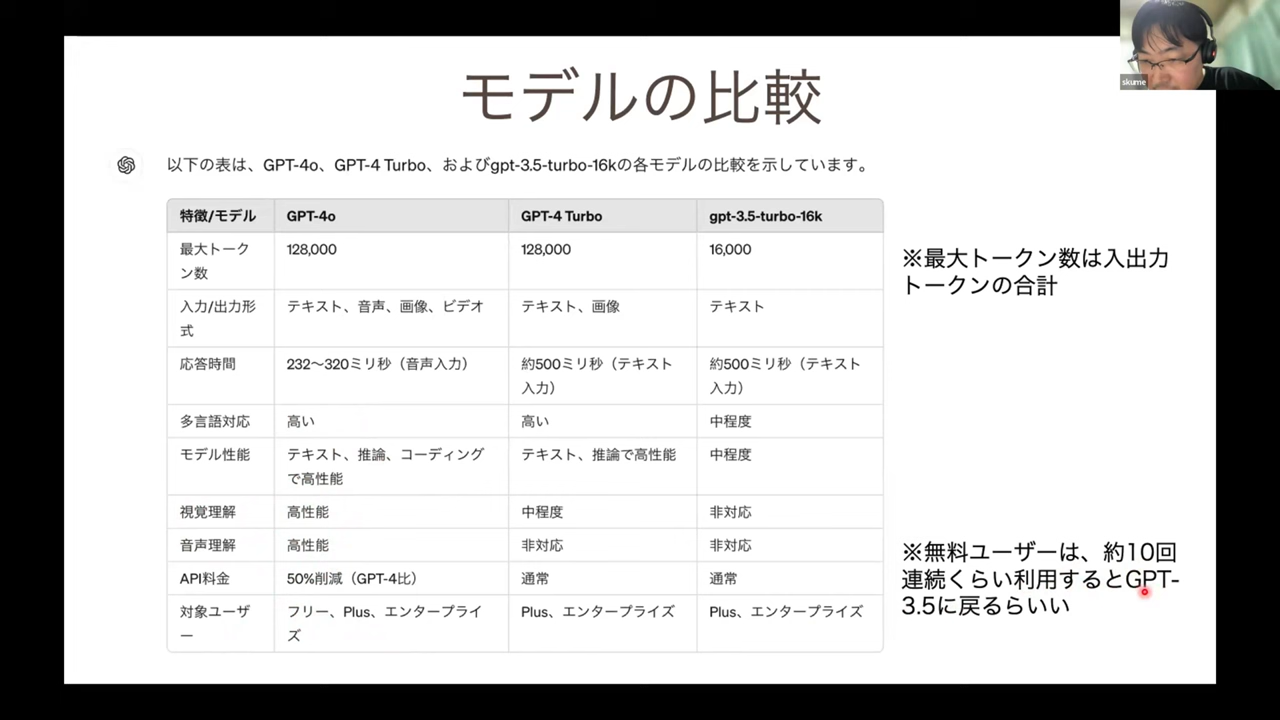 モデルの比較
skume
以下の表は、GPT-4o、GPT-4 Turbo、およびgpt-3.5-turbo-16kの各モデルの比較を示しています。
特徴/モデル GPT-4o GPT-4 Turbo gpt-3.5-turbo-16k
最大トーク
ン数 128,000 128,000 16,000
入力/出力形
式 テキスト、音声、画像、ビデオ テキスト、画像 テキスト
応答時間 232〜320ミリ秒（音声入力） 約500ミリ秒（テキスト
入力） 約500ミリ秒（テキスト
入力）
多言語対応 高い 高い 中程度
モデル性能 テキスト、推論、コーディング
で高性能 テキスト、推論で高性能 中程度
視覚理解 高性能 中程度 非対応
音声理解 高性能 非対応 非対応
API料金 50%削減（GPT-4比） 通常 通常
対象ユーザ
ー フリー、Plus、エンタープライ
ズ Plus、エンタープライズ Plus、エンタープライズ
※最大トークン数は入出力
トークンの合計
※無料ユーザーは、約10回
連続くらい利用するとGPT-
3.5に戻るらいい